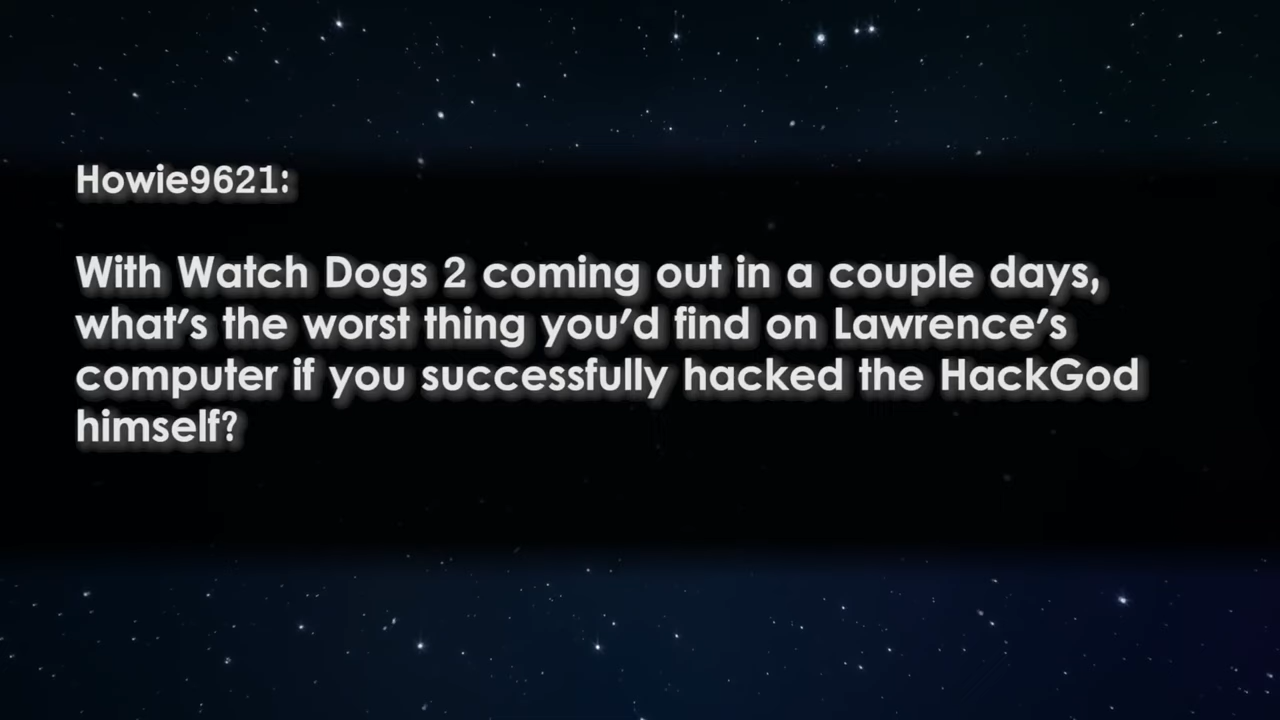 Howie9621:
With Watch Dogs 2 coming out in a couple days,
what's the worst thing you'd find on Lawrence's
computer if you successfully hacked the HackGod
himself?